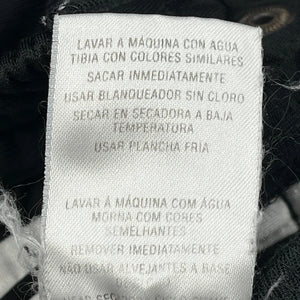 LAVAR A MÁQUINA CON AGUA
TIBIA CON COLORES SIMILARES
SACAR INMEDIATAMENTE
USAR BLANQUEADOR SIN CLORO
SECAR EN SECADORA A BAJA
TEMPERATURA
USAR PLANCHA FRÍA
LAVAR Á MÁQUINA COM ÁGUA
MORNA COM CORES
SEMELHANTES
REMOVER IMEDIATAMENTE
NÃO USAR ALVEJANTES A BASE